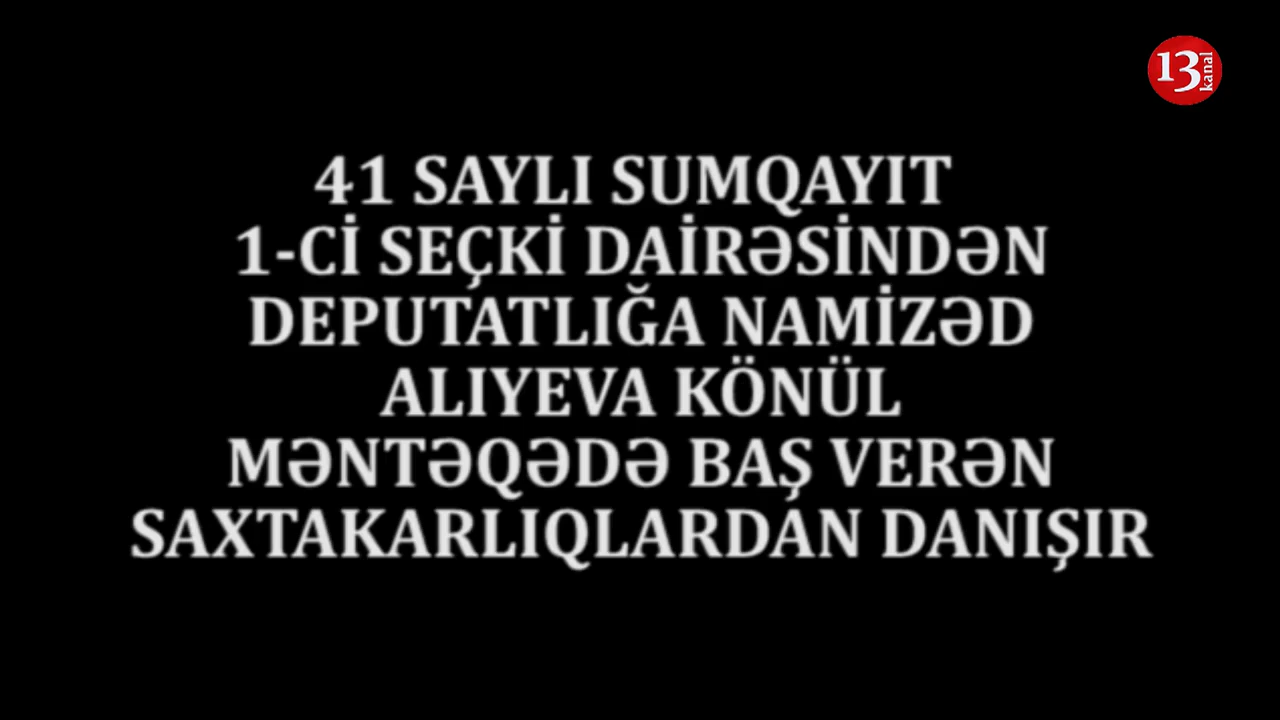 13 kanal
41 SAYLI SUMQAYIT
1-Cİ SEÇKİ DAİRƏSİNDƏN
DEPUTATLIĞA NAMİZƏD
ALIYEVA KÖNÜL
MƏNTƏQƏDƏ BAŞ VERƏN
SAXTAKARLIQLARDAN DANIŞIR